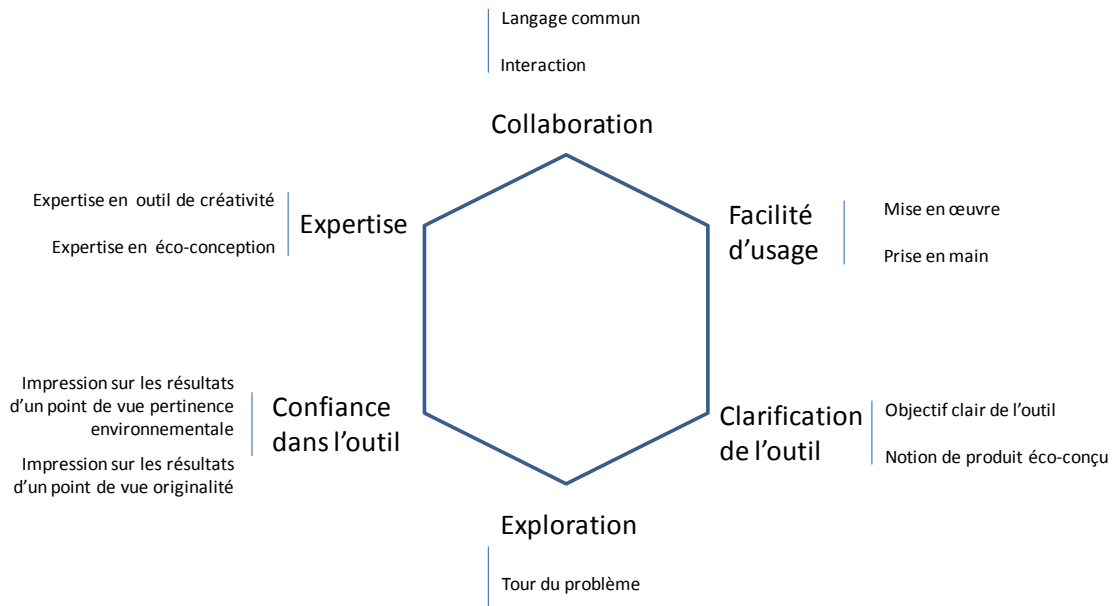 Langage commun
Interaction
Collaboration
Expertise en outil de créativité
Expertise en éco-conception
Expertise
Facilité
d'usage
Mise en œuvre
Prise en main
Impression sur les résultats
d'un point de vue pertinence
environnementale
Impression sur les résultats
d'un point de vue originalité
Confiance
dans l'outil
Clarification
de l'outil
Objectif clair de l'outil
Notion de produit éco-conçu
Exploration
Tour du problème